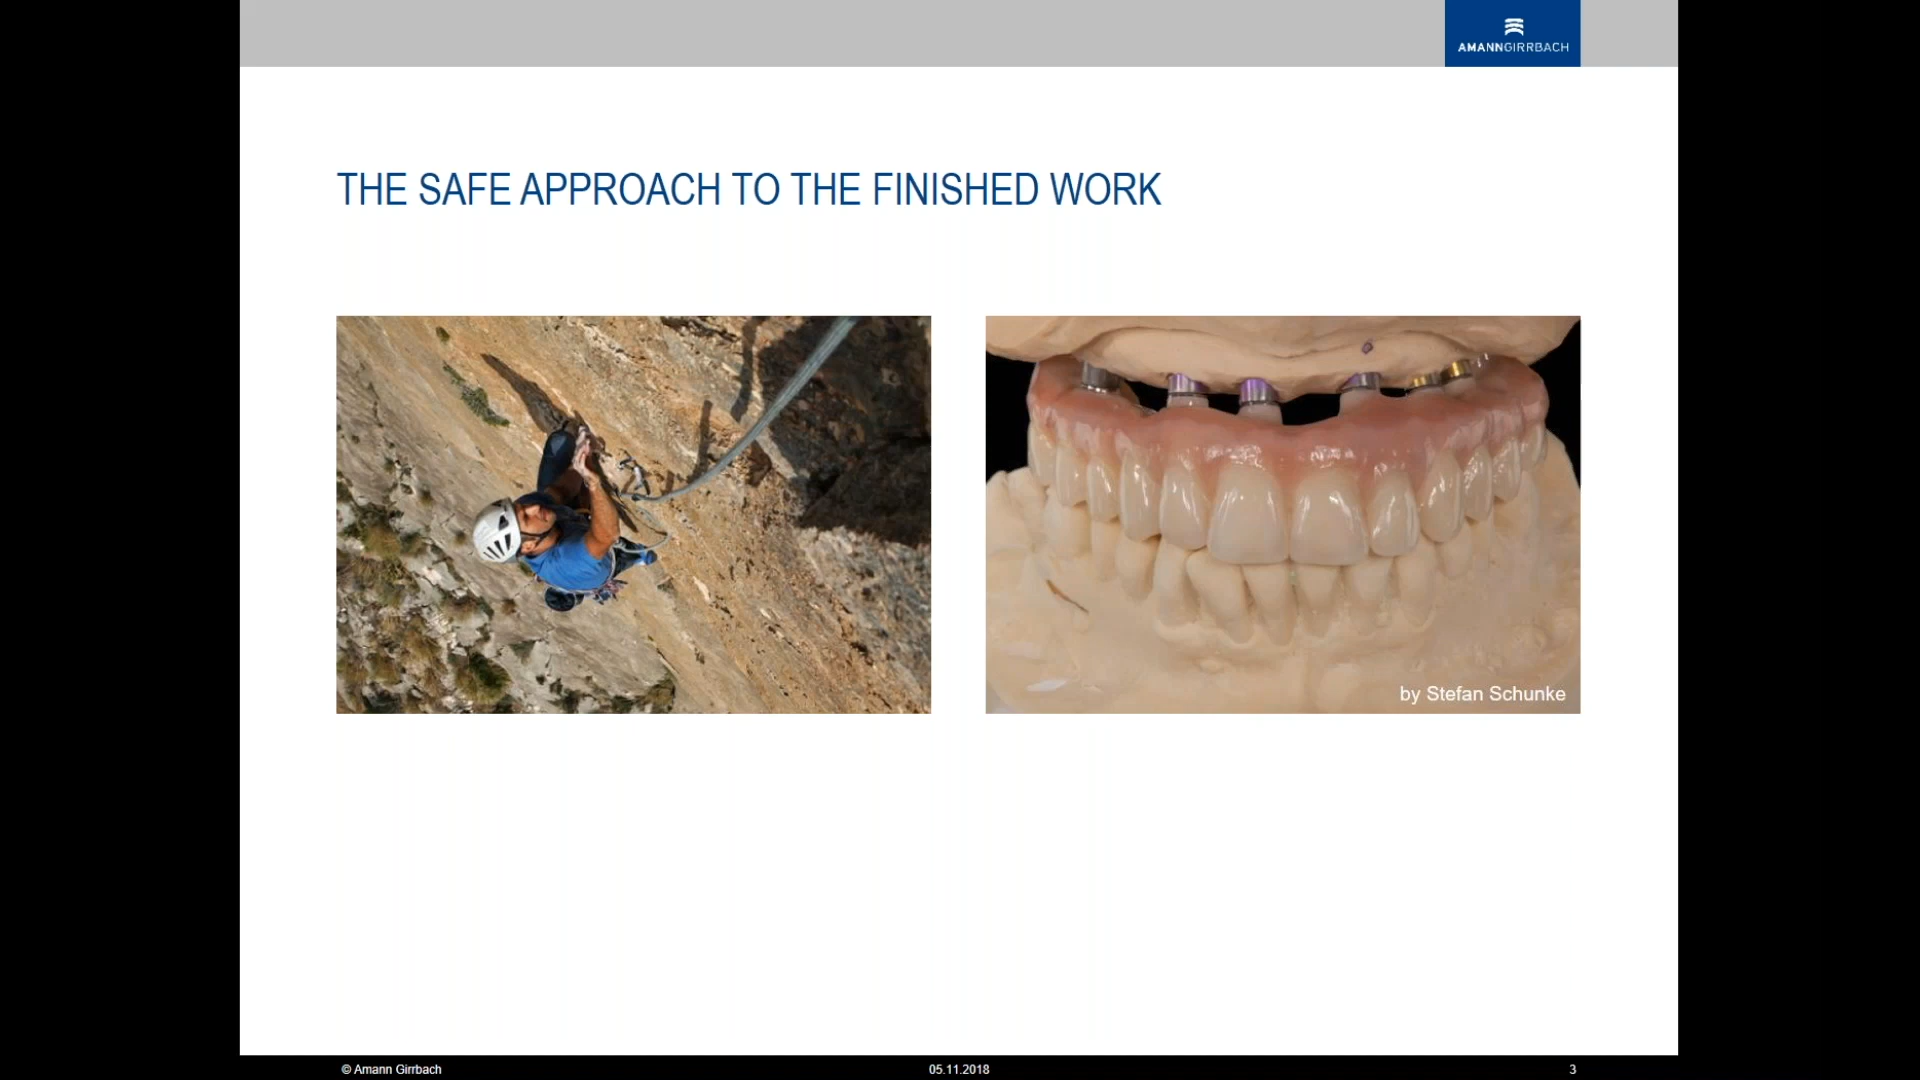 AMANNGIRRBACH
THE SAFE APPROACH TO THE FINISHED WORK
by Stefan Schunke
© Amann Girrbach
05.11.2018
3